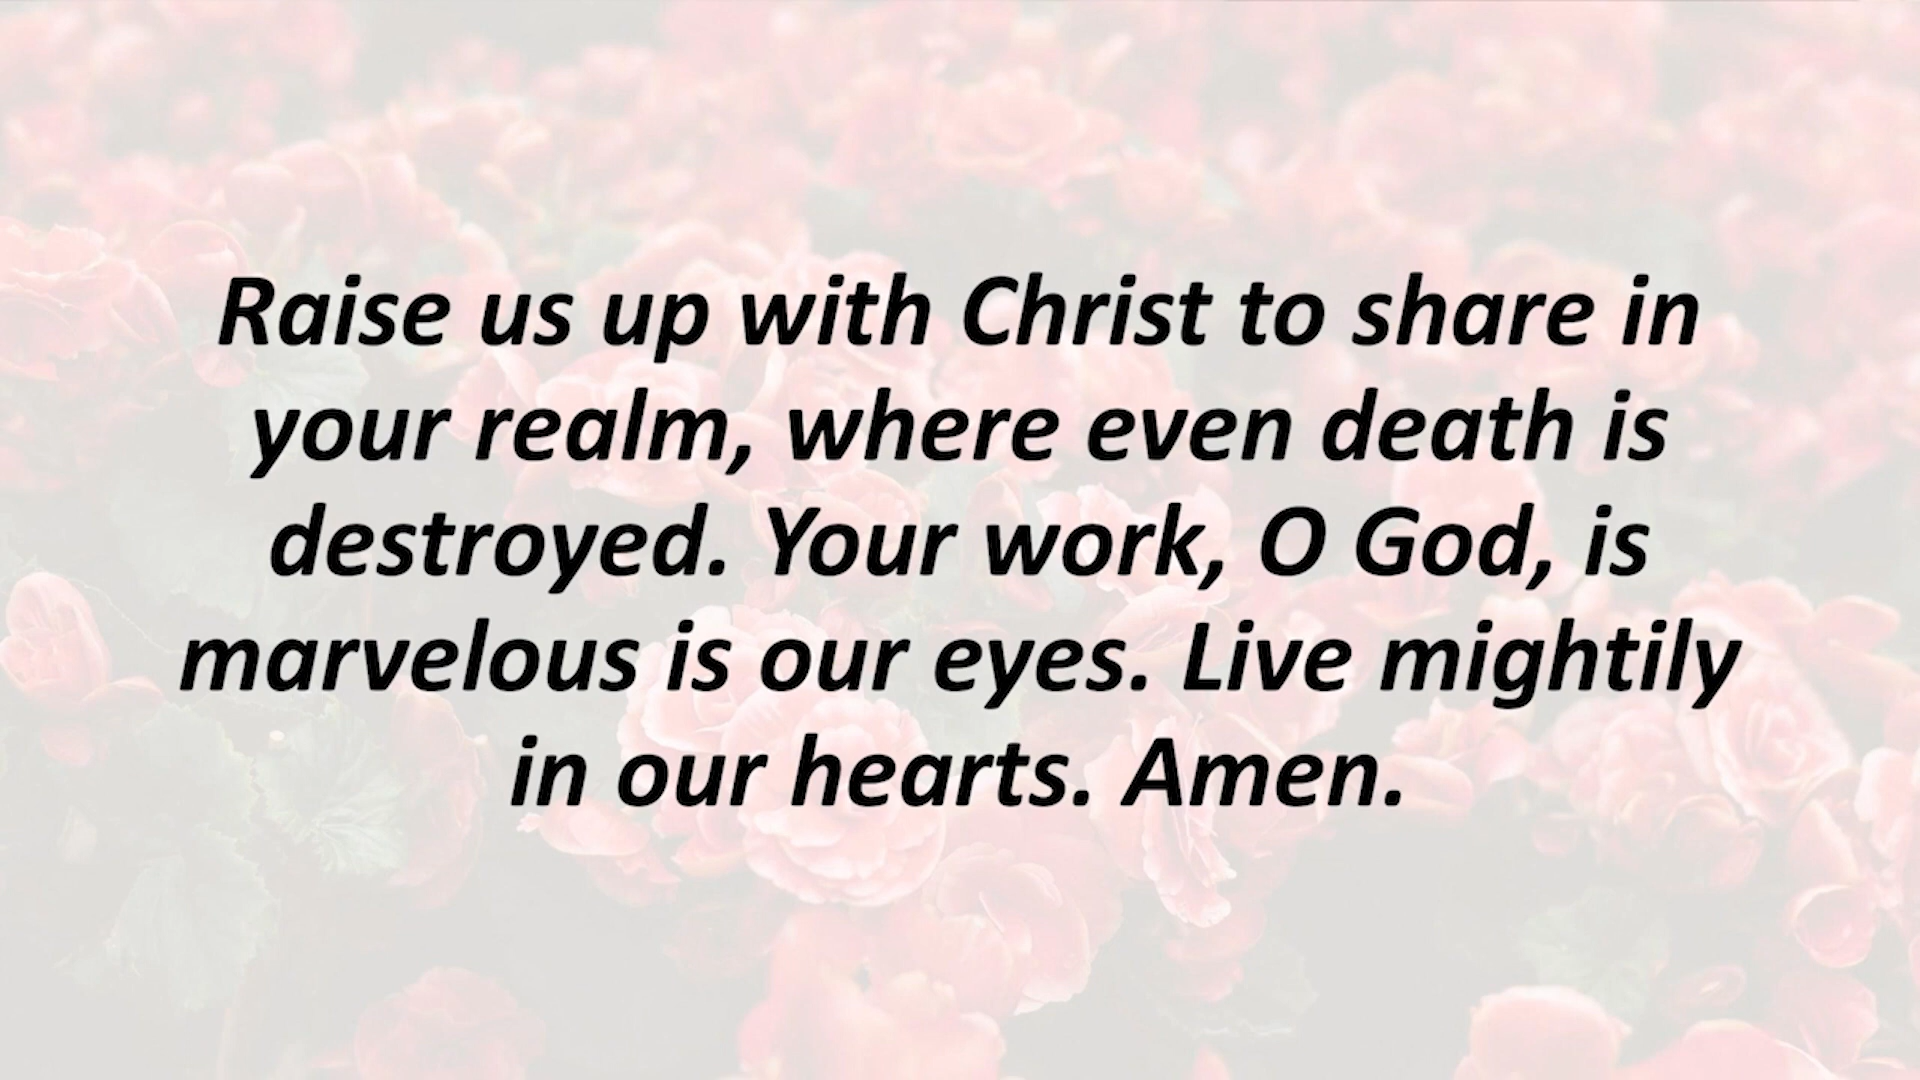 Raise us up with Christ to share in
your realm, where even death is
destroyed. Your work, O God, is
marvelous is our eyes. Live mightily
in our hearts. Amen.